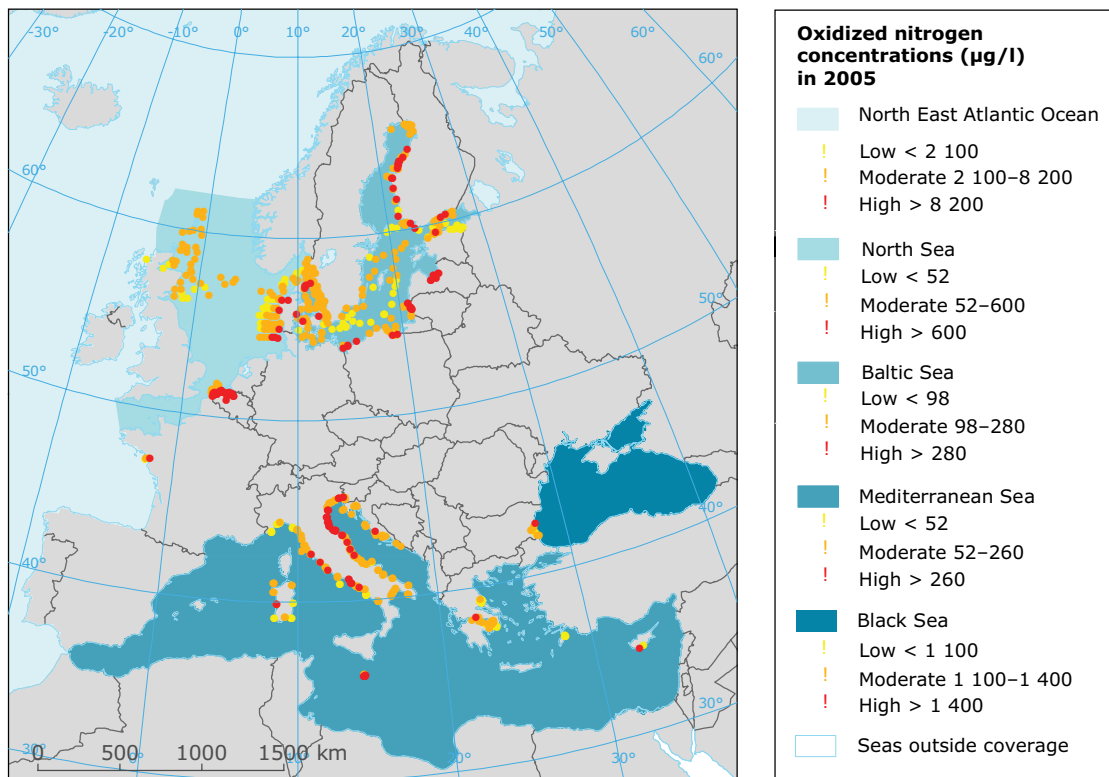 -30° -20° -10° 0° 10° 20° 30° 40° 50° 60°
60°
60°
50°
50°
40°
40°
30°
30°
0 500 1000 1500 km
-10° 0° 10° 20° 30°
Oxidized nitrogen
concentrations (µg/l)
in 2005
North East Atlantic Ocean
! Low < 2 100
! Moderate 2 100–8 200
! High > 8 200
North Sea
! Low < 52
! Moderate 52–600
! High > 600
Baltic Sea
! Low < 98
! Moderate 98–280
! High > 280
Mediterranean Sea
! Low < 52
! Moderate 52–260
! High > 260
Black Sea
! Low < 1 100
! Moderate 1 100–1 400
! High > 1 400
Seas outside coverage